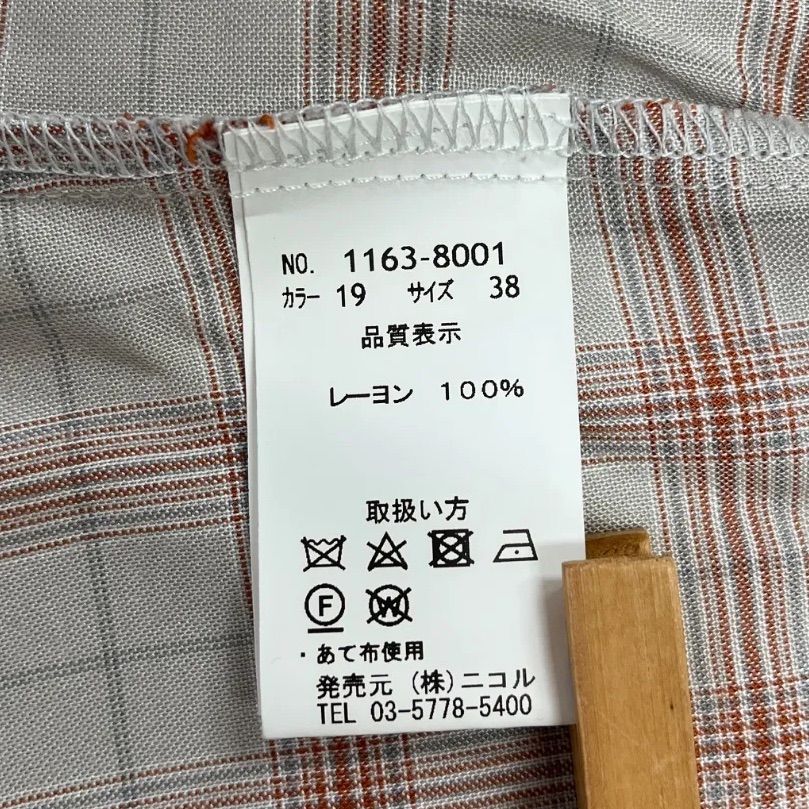 NO. 1163-8001
カラー 19 サイズ 38
品質表示
レーヨン 100%
取扱い方
F W
・あて布使用
発売元 (株)ニコル
TEL 03-5778-5400